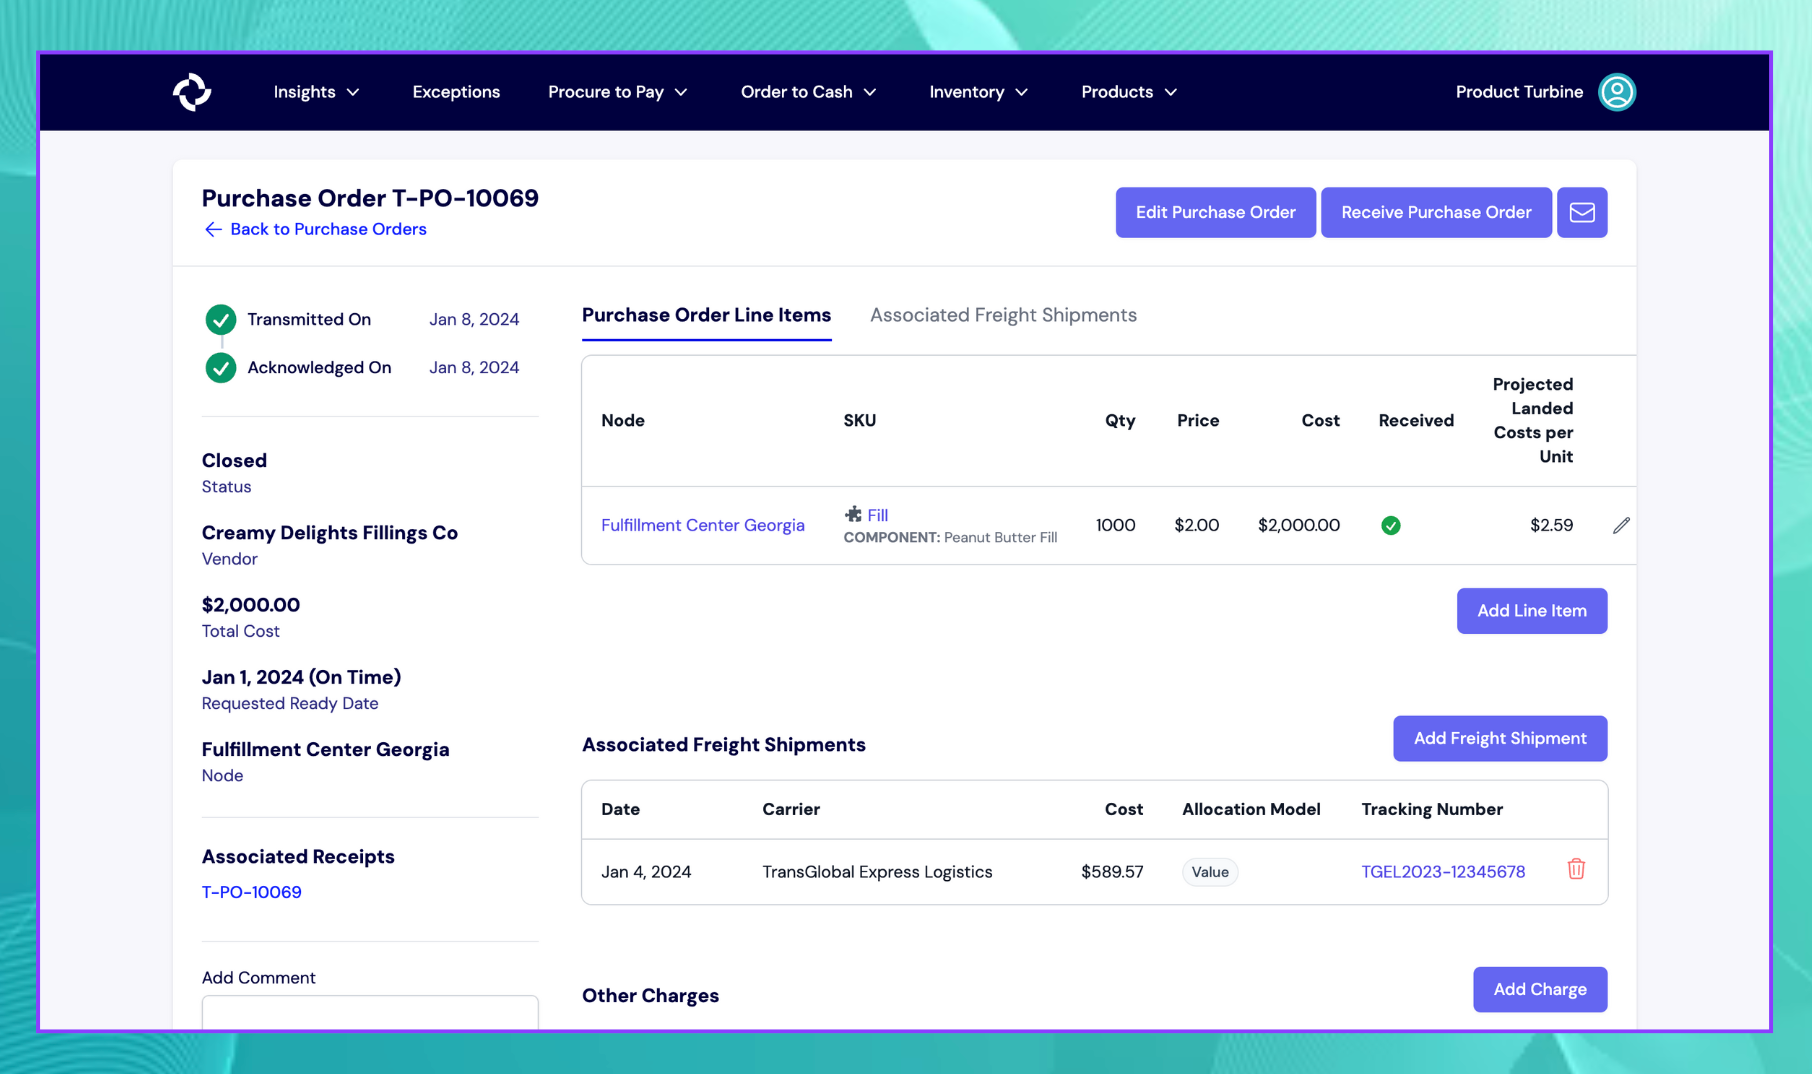 Insights
Exceptions
Procure to Pay
Order to Cash
Inventory
Products
Product Turbine
Purchase Order T-PO-10069
Back to Purchase Orders
Edit Purchase Order
Receive Purchase Order
Transmitted On Jan 8, 2024
Acknowledged On Jan 8, 2024
Closed
Status
Creamy Delights Fillings Co
Vendor
$2,000.00
Total Cost
Jan 1, 2024 (On Time)
Requested Ready Date
Fulfillment Center Georgia
Node
Associated Receipts
T-PO-10069
Add Comment
Purchase Order Line Items
Associated Freight Shipments
Node
SKU
Qty
Price
Cost
Received
Projected
Landed
Costs per
Unit
Fulfillment Center Georgia
Fill
COMPONENT: Peanut Butter Fill
1000
$2.00
$2,000.00
$2.59
Add Line Item
Associated Freight Shipments
Add Freight Shipment
Date
Carrier
Cost
Allocation Model
Tracking Number
Jan 4, 2024
TransGlobal Express Logistics
$589.57
Value
TGEL2023-12345678
Other Charges
Add Charge